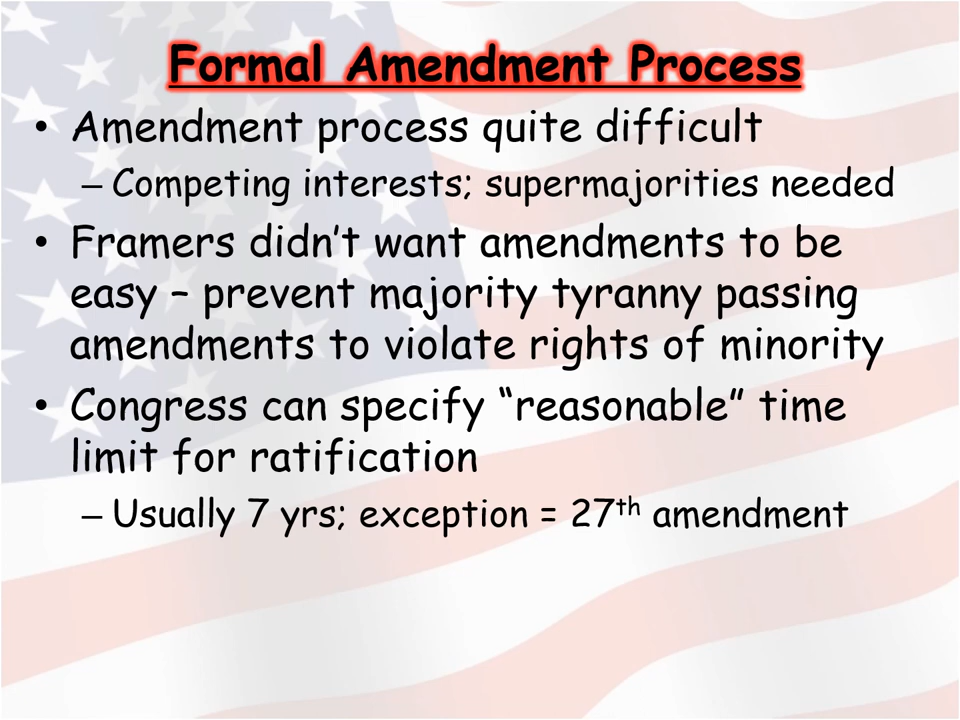 Formal Amendment Process
• Amendment process quite difficult
– Competing interests; supermajorities needed
• Framers didn’t want amendments to be
easy – prevent majority tyranny passing
amendments to violate rights of minority
• Congress can specify “reasonable” time
limit for ratification
– Usually 7 yrs; exception = 27th amendment